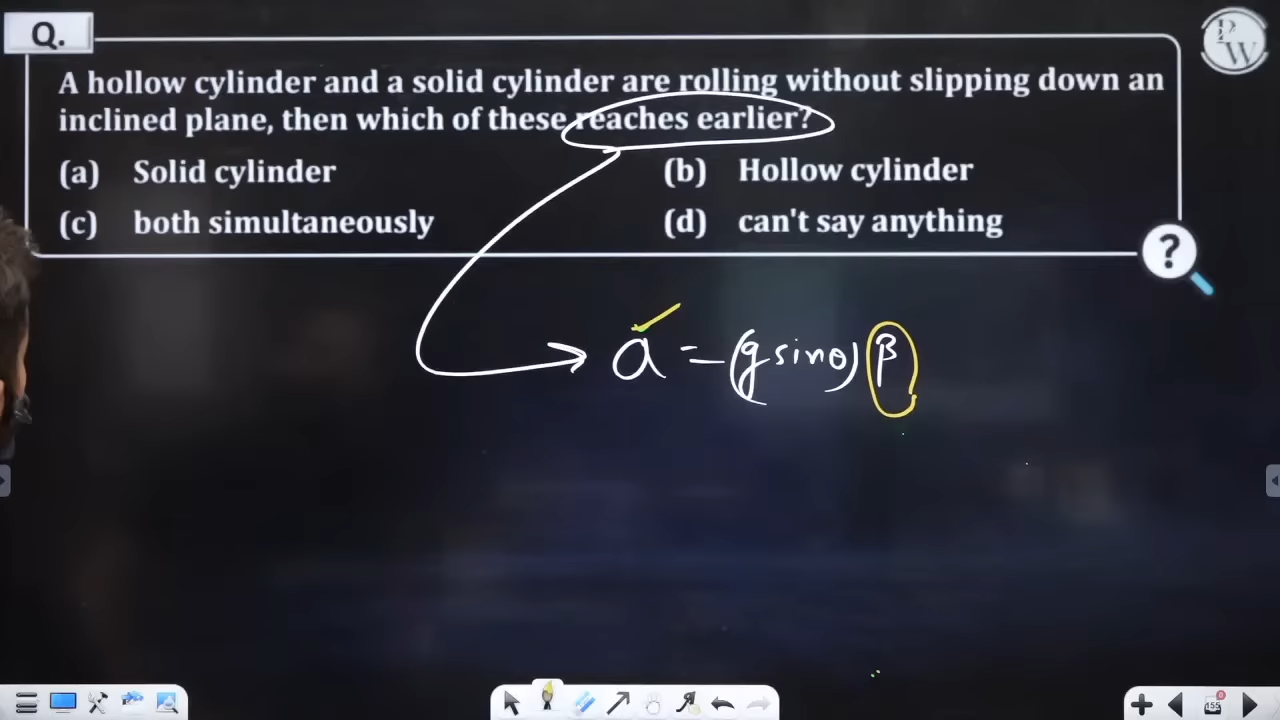 Q.
P
W
A hollow cylinder and a solid cylinder are rolling without slipping down an
inclined plane, then which of these reaches earlier?
(a) Solid cylinder (b) Hollow cylinder
(c) both simultaneously (d) can't say anything
?
a = (g sinθ) β
155